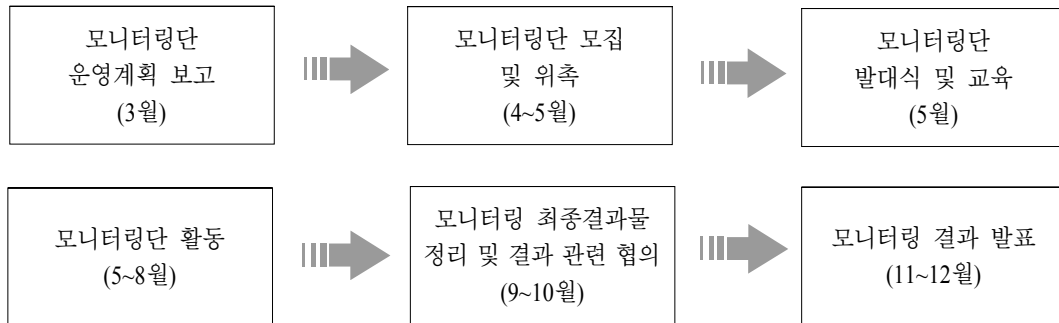 모니터링단
운영계획 보고
(3월)
모니터링단 모집
및 위촉
(4~5월)
모니터링단
발대식 및 교육
(5월)
모니터링단 활동
(5~8월)
모니터링 최종결과물
정리 및 결과 관련 협의
(9~10월)
모니터링 결과 발표
(11~12월)